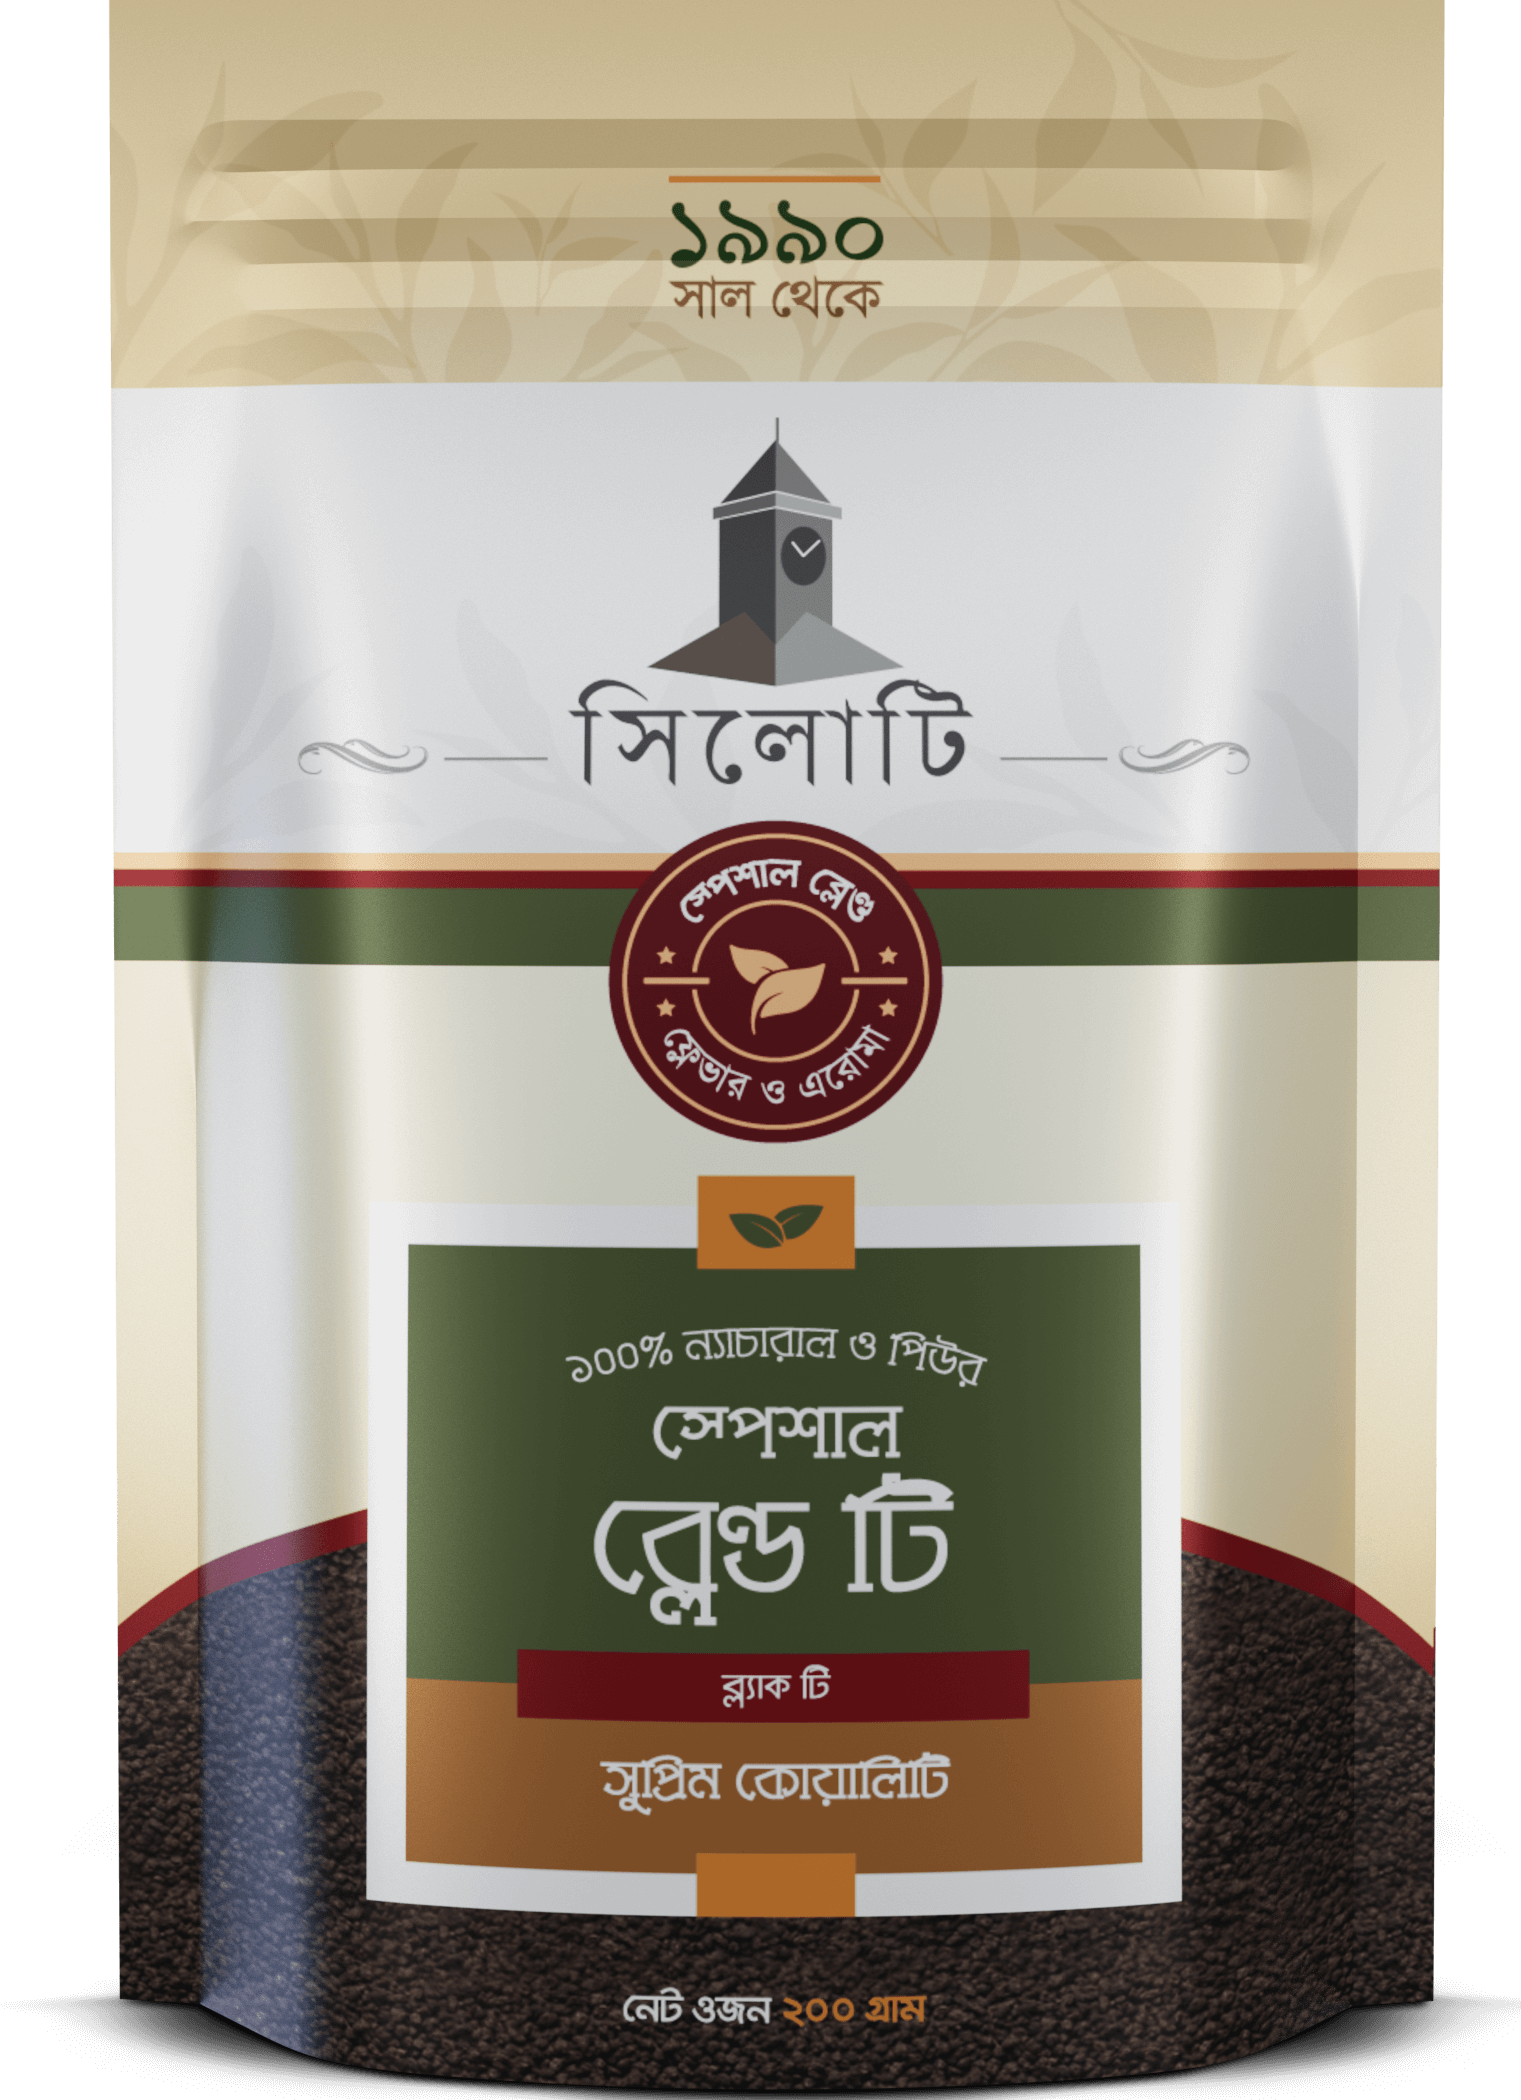 ১৯৯০
সাল থেকে
সিলোটি
স্পেশাল ব্লেণ্ড
ফ্লেভার ও এরোমা
১০০% ন্যাচারাল ও পিউর
স্পেশাল
ব্লেন্ড টি
ব্ল্যাক টি
সুপ্রিম কোয়ালিটি
নেট ওজন ২০০ গ্রাম